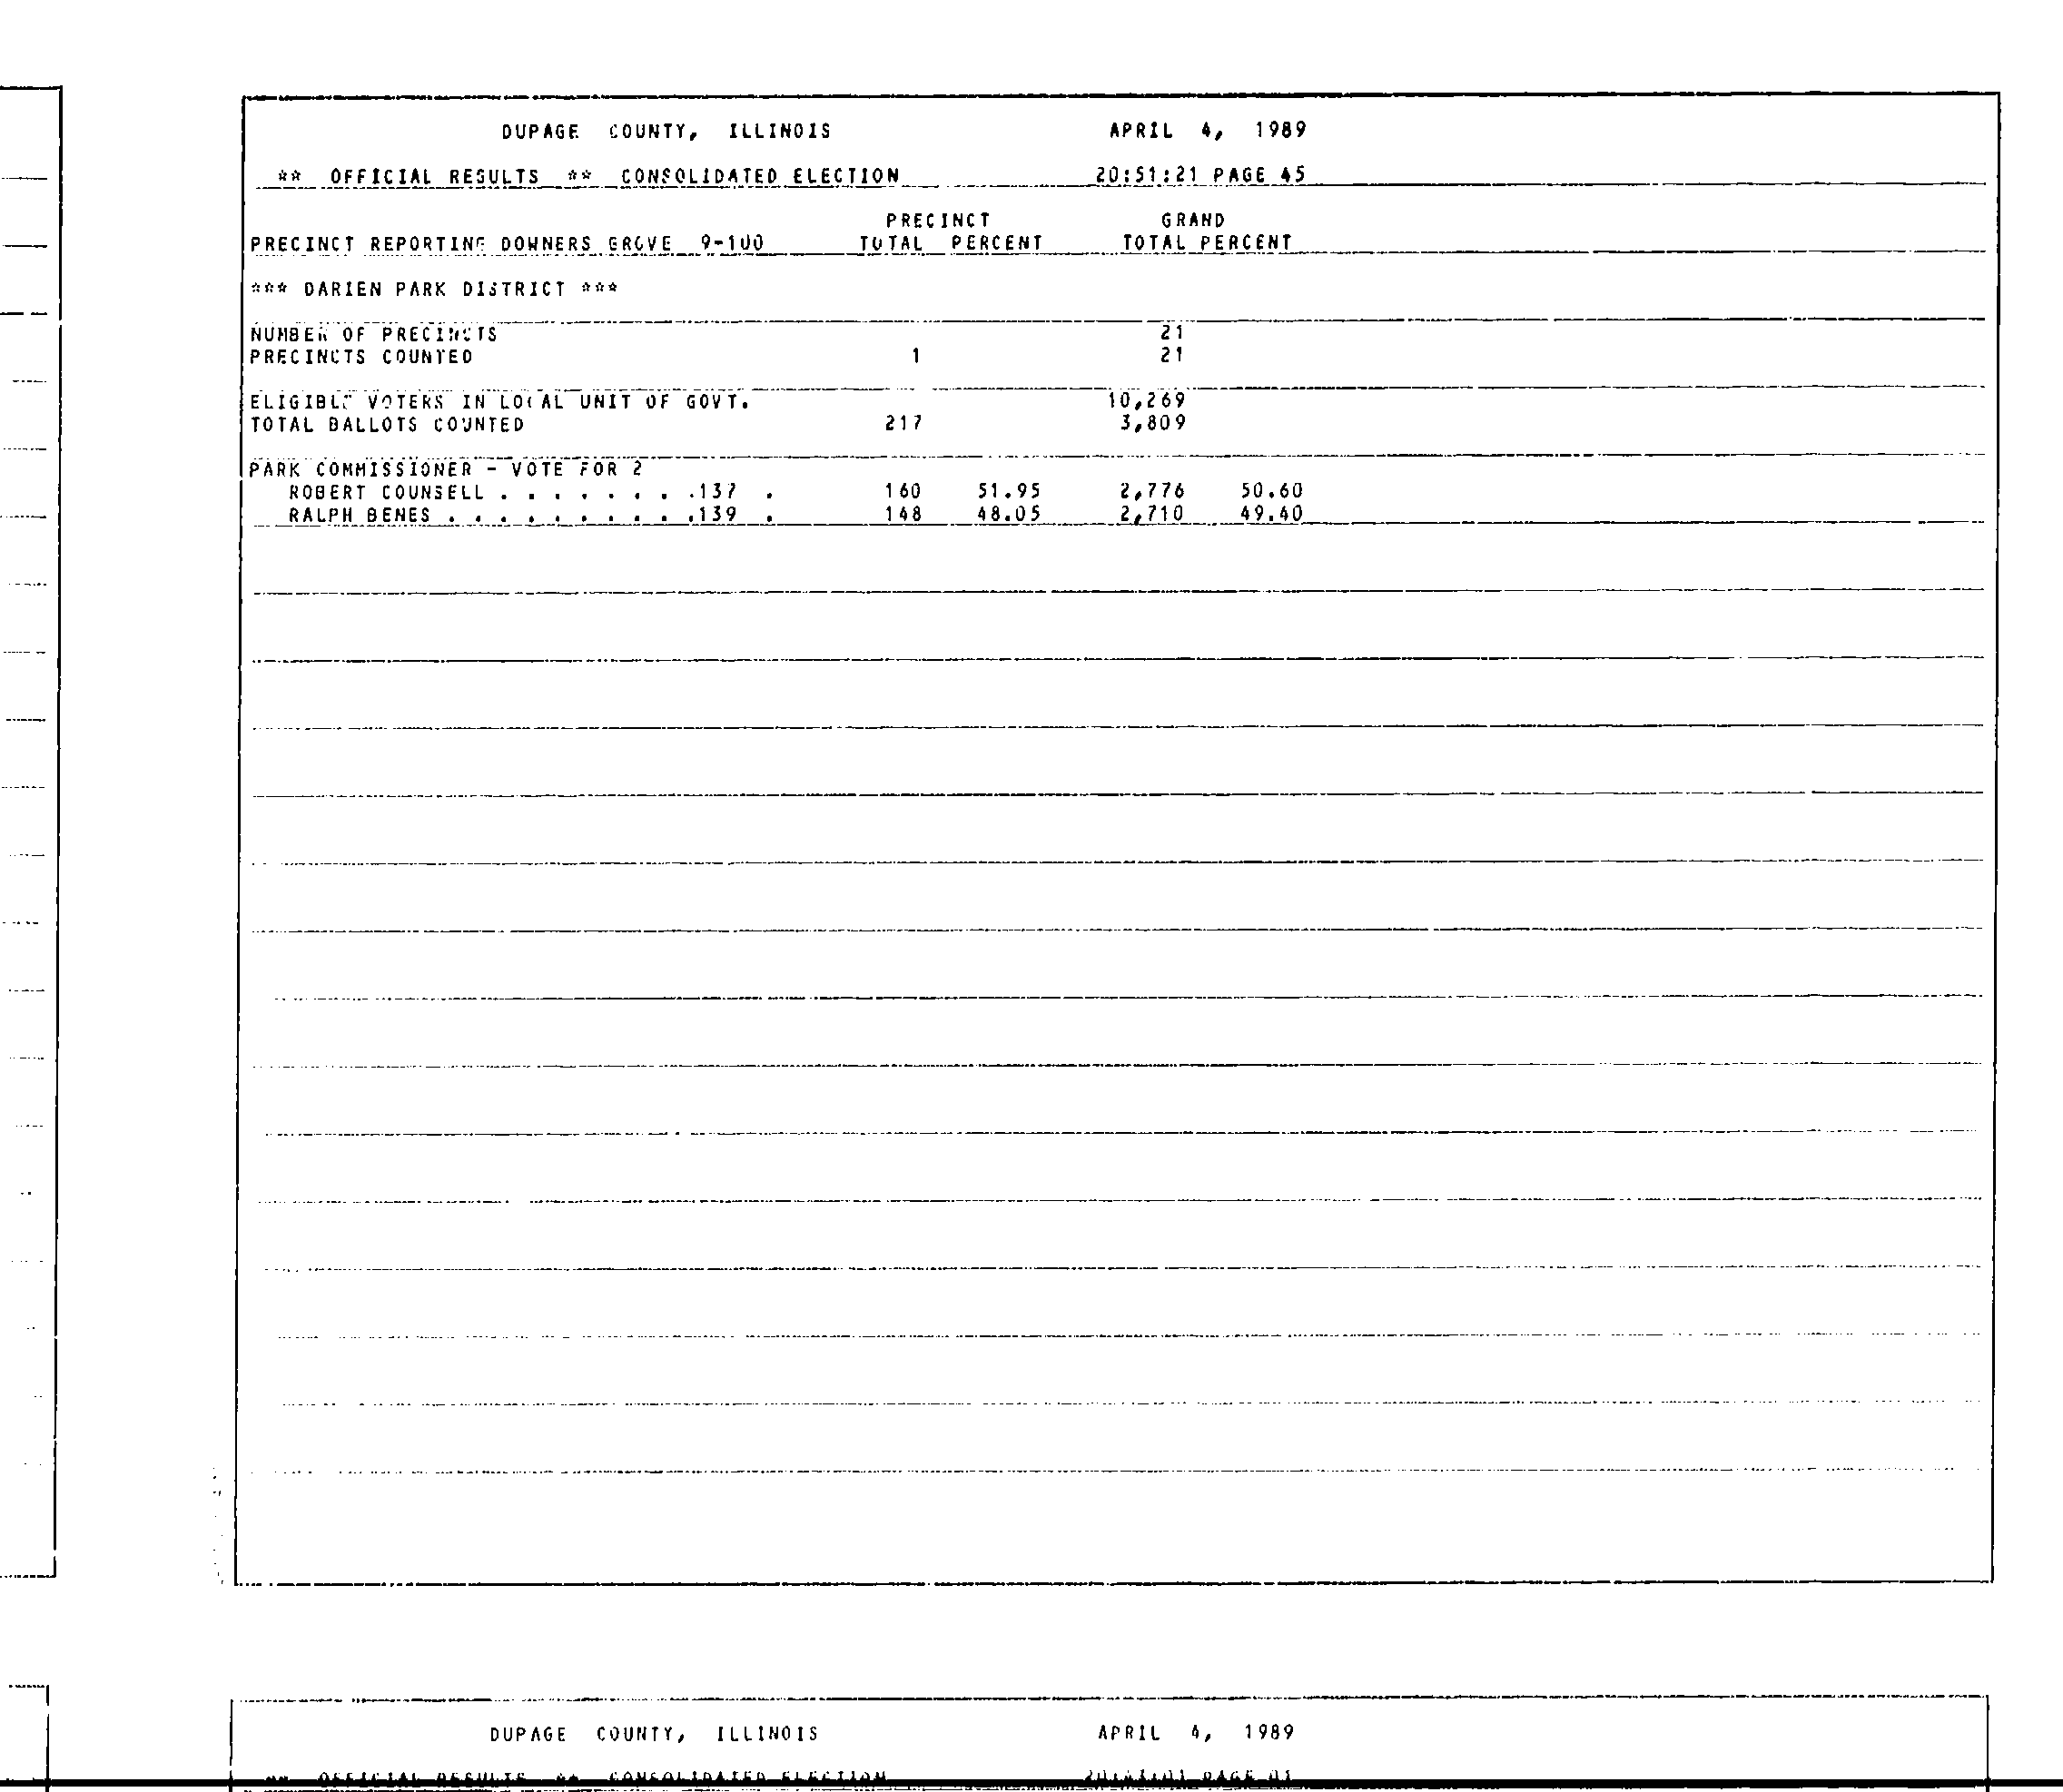 DUPAGE COUNTY, ILLINOIS APRIL 4, 1989
** OFFICIAL RESULTS ** CONSOLIDATED ELECTION 20:51:21 PAGE 45
PRECINCT GRAND
PRECINCT REPORTING DOWNERS GROVE 9-100 TOTAL PERCENT TOTAL PERCENT
*** DARIEN PARK DISTRICT ***
NUMBER OF PRECINCTS 21
PRECINCTS COUNTED 1 21
ELIGIBLE VOTERS IN LOCAL UNIT OF GOVT. 10,269
TOTAL BALLOTS COUNTED 217 3,809
PARK COMMISSIONER - VOTE FOR 2
ROBERT COUNSELL . . . . . . . .137 . 160 51.95 2,776 50.60
RALPH BENES . . . . . . . . . .139 . 148 48.05 2,710 49.40
DUPAGE COUNTY, ILLINOIS APRIL 4, 1989
** OFFICIAL RESULTS ** CONSOLIDATED ELECTION PAGE